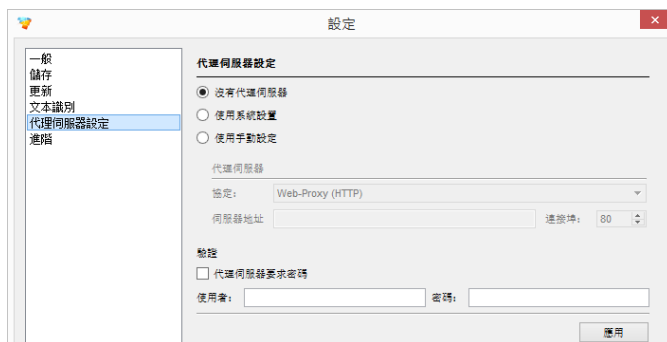 設定
一般
儲存
更新
文本識別
代理伺服器設定
進階
代理伺服器設定
沒有代理伺服器
使用系統設置
使用手動設定
代理伺服器
協定: Web-Proxy (HTTP)
伺服器地址 連接埠: 80
驗證
代理伺服器要求密碼
使用者: 密碼:
應用